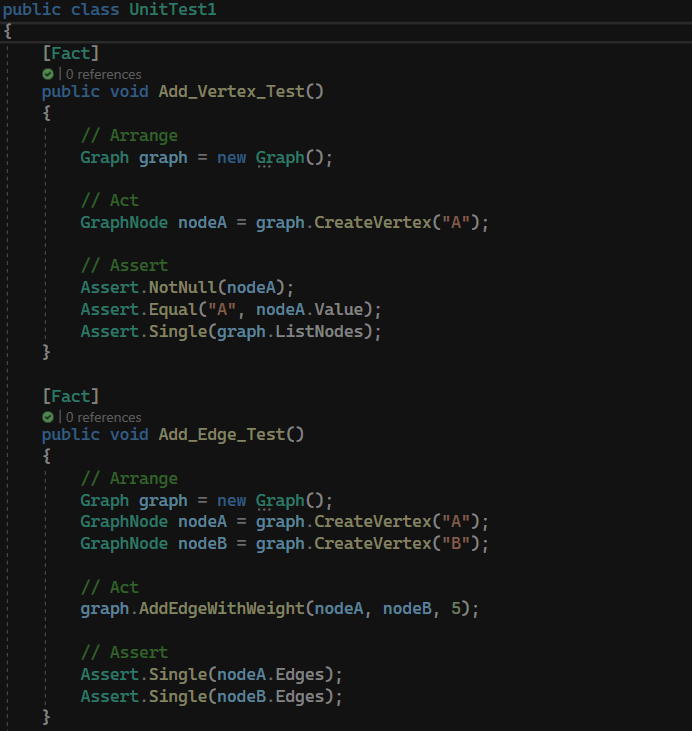 public class UnitTest1
{
[Fact]
| 0 references
public void Add_Vertex_Test()
{
// Arrange
Graph graph = new Graph();
// Act
GraphNode nodeA = graph.CreateVertex("A");
// Assert
Assert.NotNull(nodeA);
Assert.Equal("A", nodeA.Value);
Assert.Single(graph.ListNodes);
}
[Fact]
| 0 references
public void Add_Edge_Test()
{
// Arrange
Graph graph = new Graph();
GraphNode nodeA = graph.CreateVertex("A");
GraphNode nodeB = graph.CreateVertex("B");
// Act
graph.AddEdgeWithWeight(nodeA, nodeB, 5);
// Assert
Assert.Single(nodeA.Edges);
Assert.Single(nodeB.Edges);
}